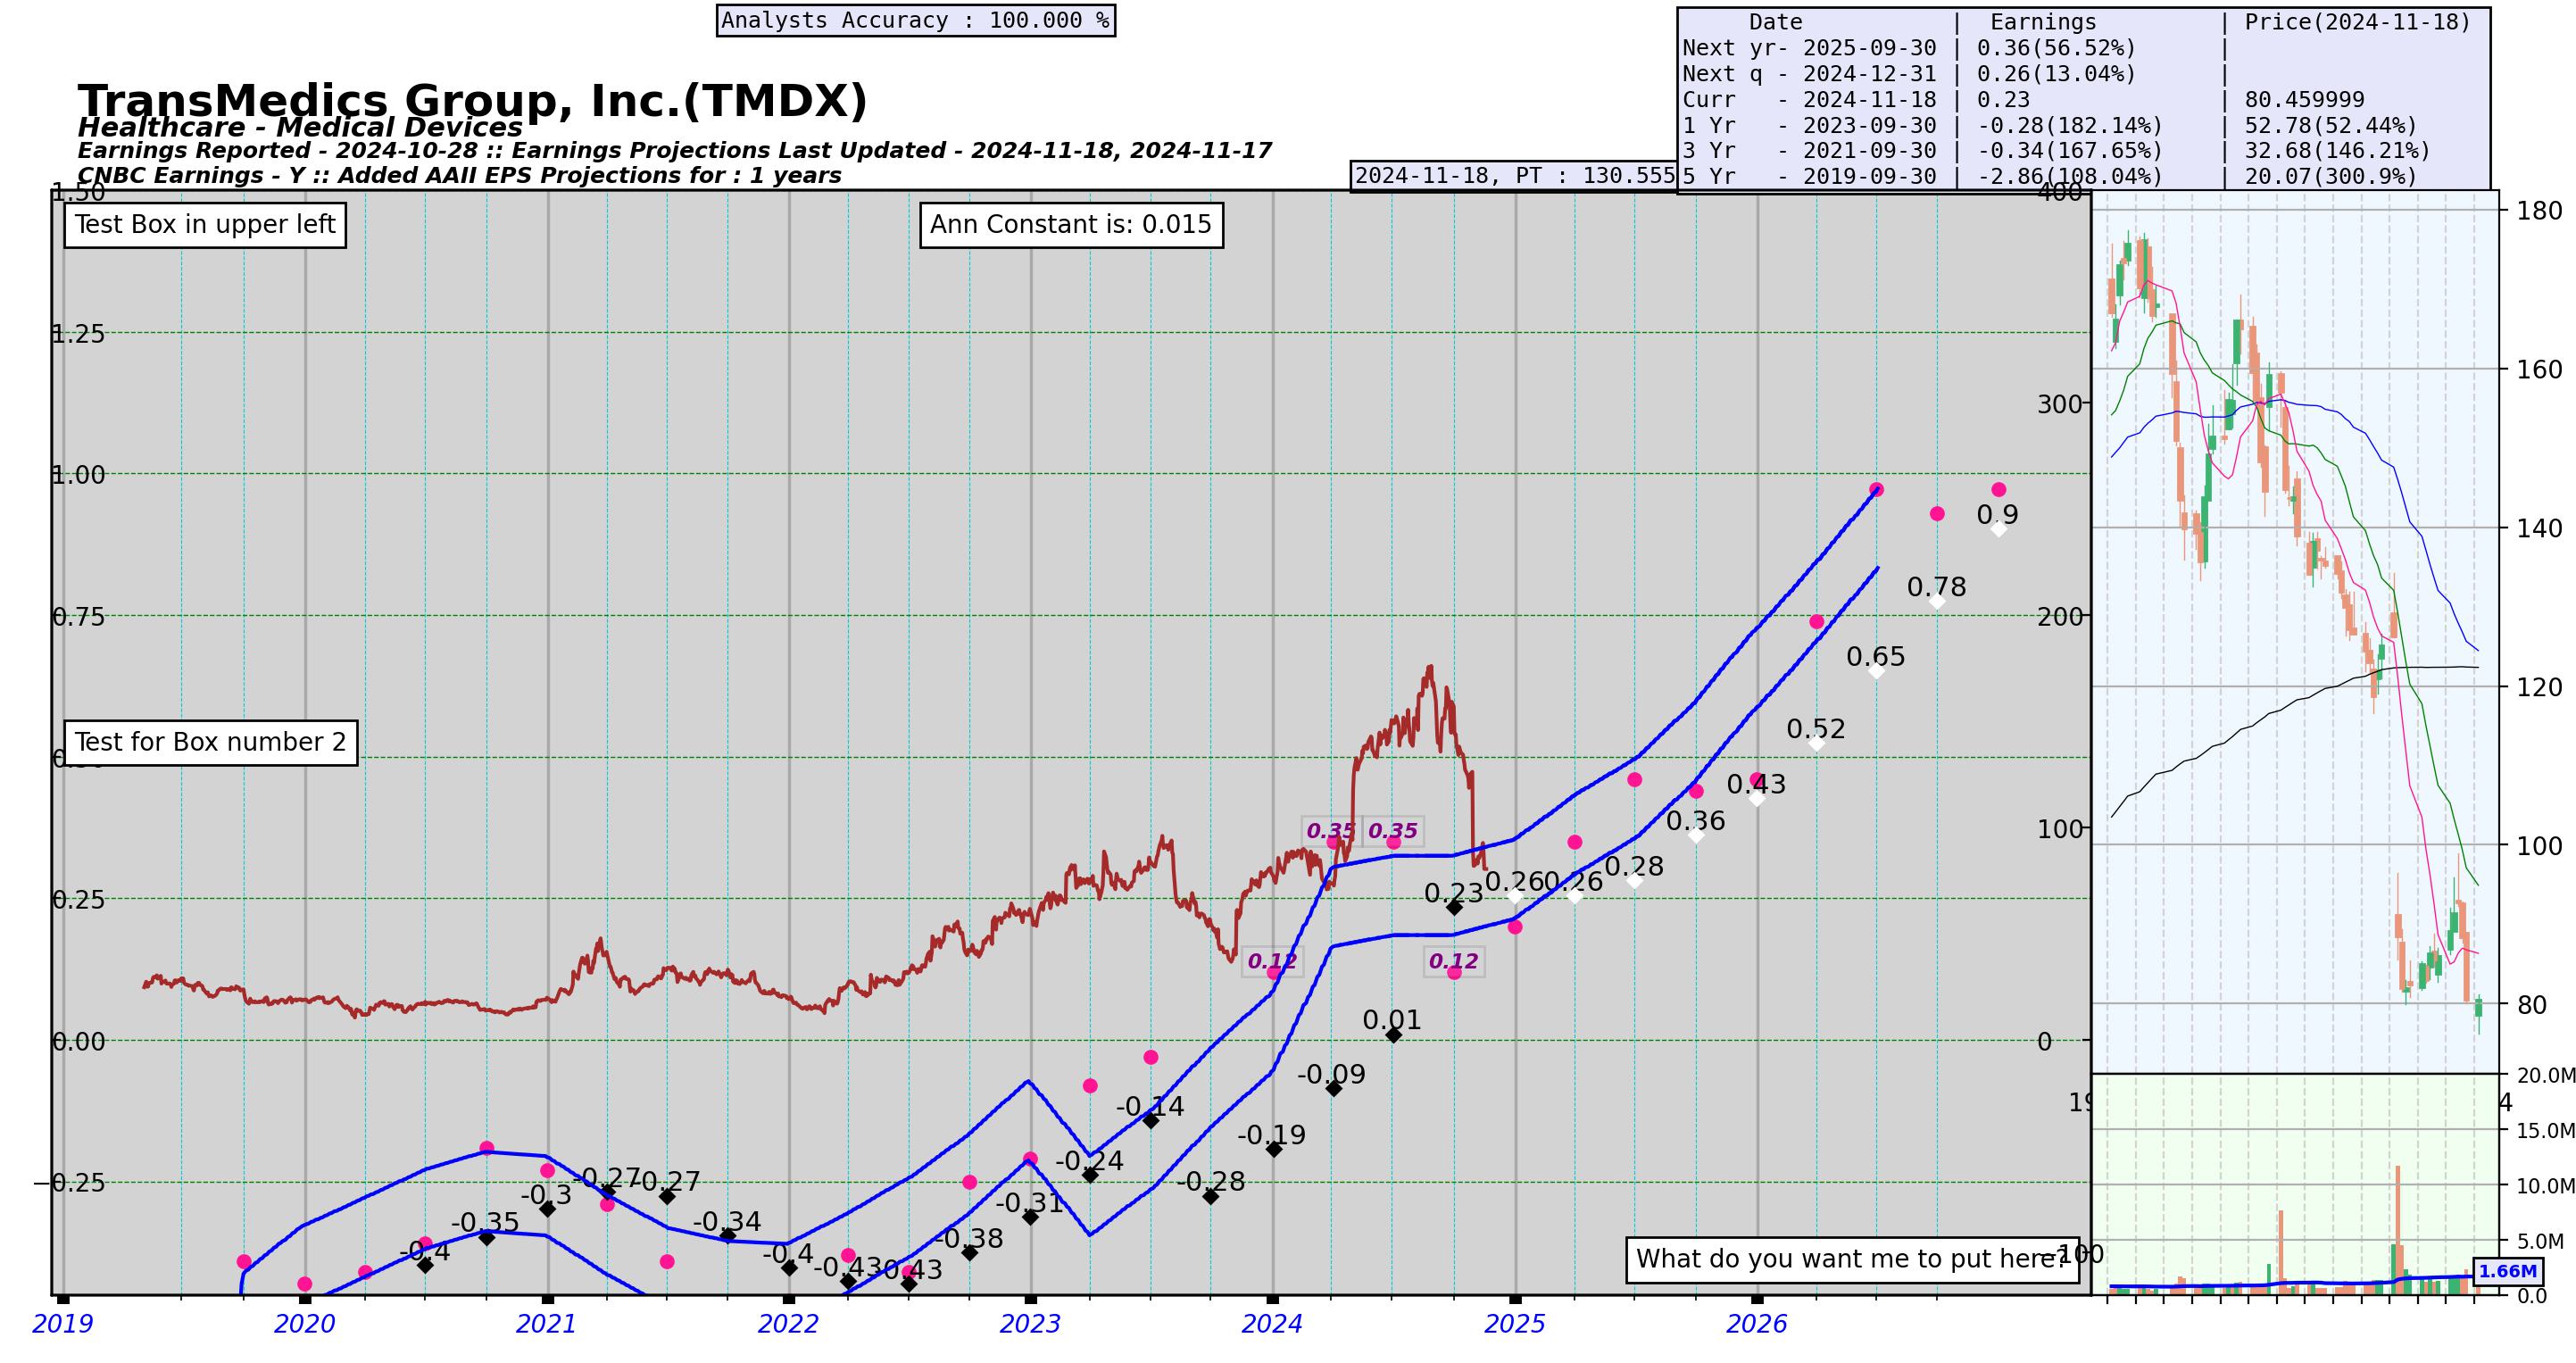 Analysts Accuracy : 100.000 %
Date | Earnings | Price(2024-11-18)
Next yr- 2025-09-30 | 0.36(56.52%) |
Next q - 2024-12-31 | 0.26(13.04%) |
Curr - 2024-11-18 | 0.23 | 80.459999
1 Yr - 2023-09-30 | -0.28(182.14%) | 52.78(52.44%)
3 Yr - 2021-09-30 | -0.34(167.65%) | 32.68(146.21%)
5 Yr - 2019-09-30 | -2.86(108.04%) | 20.07(300.9%)
TransMedics Group, Inc.(TMDX)
Healthcare - Medical Devices
Earnings Reported - 2024-10-28 :: Earnings Projections Last Updated - 2024-11-18, 2024-11-17
CNBC Earnings - Y :: Added AAII EPS Projections for : 1 years
2024-11-18, PT : 130.555
1.50
400
Test Box in upper left
Ann Constant is: 0.015
180
1.25
160
300
1.00
0.9
140
0.78
0.75
200
0.65
120
0.52
Test for Box number 2
0.50
0.43
0.36
0.35
0.35
100
100
0.28
0.26
0.26
0.23
0.25
0.12
0.12
80
0.01
0.00
0
-0.09
20.0M
19
4
-0.14
-0.19
15.0M
-0.24
-0.27
-0.27
-0.28
−0.25
-0.3
-0.31
10.0M
-0.35
-0.34
-0.38
-0.4
-0.4
-0.43
-0.43
5.0M
What do you want me to put here?
−100
1.66M
0.0
2019
2020
2021
2022
2023
2024
2025
2026